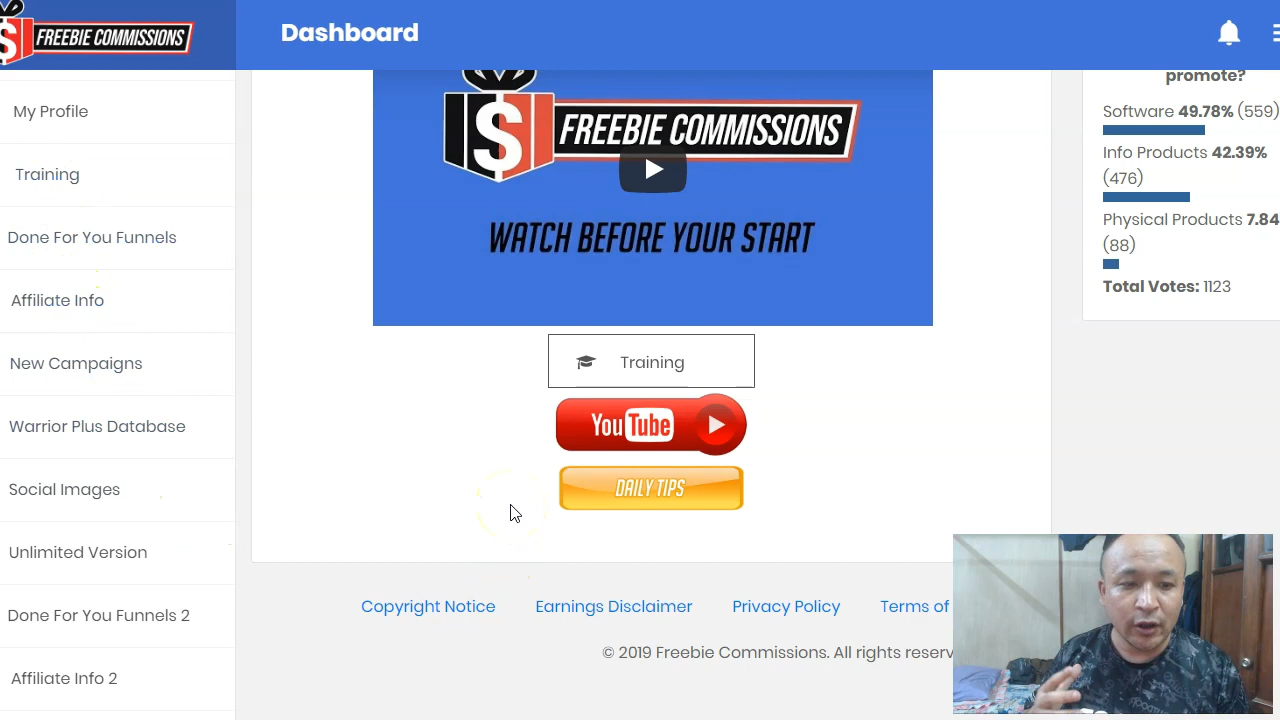 FREEBIE COMMISSIONS
Dashboard
My Profile
Training
Done For You Funnels
Affiliate Info
New Campaigns
Warrior Plus Database
Social Images
Unlimited Version
Done For You Funnels 2
Affiliate Info 2
$ FREEBIE COMMISSIONS
WATCH BEFORE YOUR START
Training
YouTube
DAILY TIPS
Copyright Notice
Earnings Disclaimer
Privacy Policy
Terms of
© 2019 Freebie Commissions. All rights reserv
promote?
Software 49.78% (559)
Info Products 42.39%
(476)
Physical Products 7.84
(88)
Total Votes: 1123